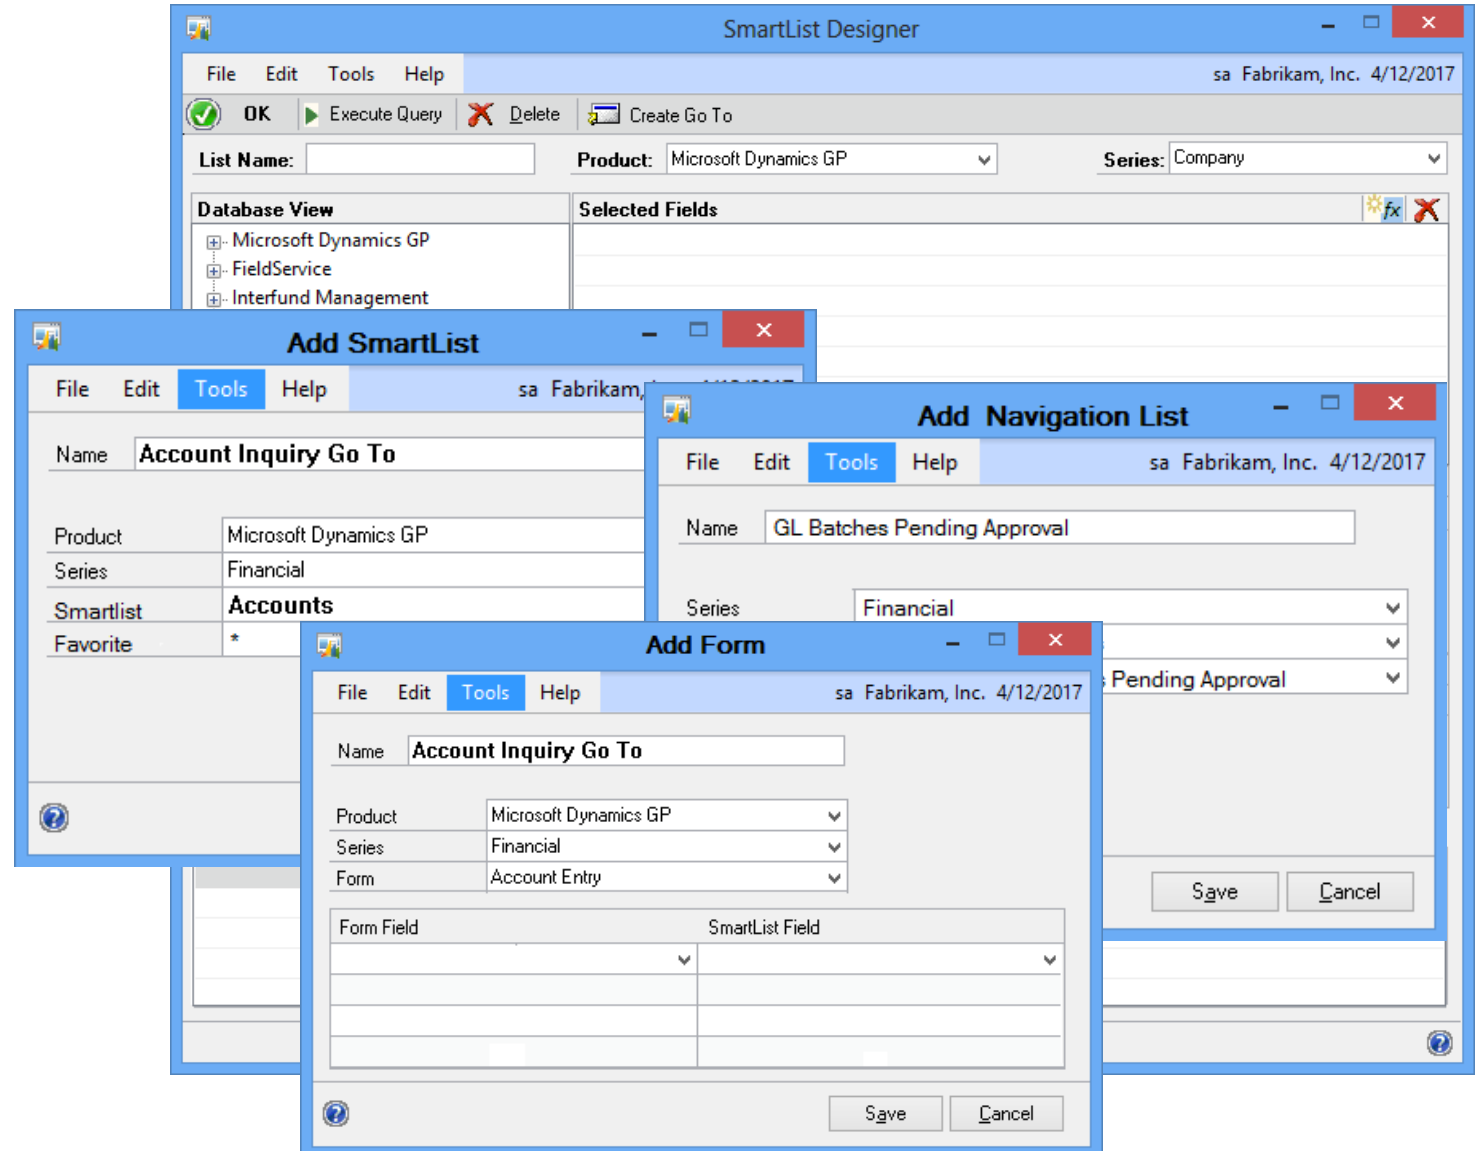 SmartList Designer
File Edit Tools Help sa Fabrikam, Inc. 4/12/2017
OK Execute Query Delete Create Go To
List Name: Product: Microsoft Dynamics GP Series: Company
Database View Selected Fields fx
Microsoft Dynamics GP
FieldService
Interfund Management
Add SmartList
File Edit Tools Help sa Fabrikam,
Name Account Inquiry Go To
Product Microsoft Dynamics GP
Series Financial
Smartlist Accounts
Favorite *
Add Navigation List
File Edit Tools Help sa Fabrikam, Inc. 4/12/2017
Name GL Batches Pending Approval
Series Financial
Pending Approval
Save Cancel
Add Form
File Edit Tools Help sa Fabrikam, Inc. 4/12/2017
Name Account Inquiry Go To
Product Microsoft Dynamics GP
Series Financial
Form Account Entry
Form Field SmartList Field
Save Cancel